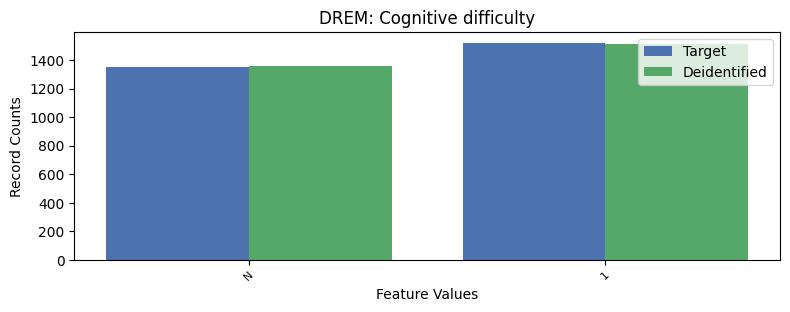 DREM: Cognitive difficulty
Target
Deidentified
Record Counts
1400
1200
1000
800
600
400
200
0
N
1
Feature Values